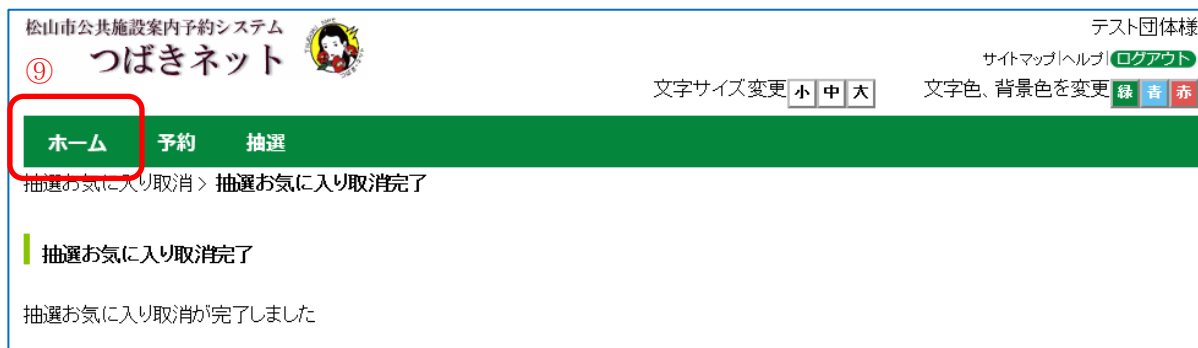 松山市公共施設案内予約システム
つばきネット
テスト団体様
サイトマップ|ヘルプ|ログアウト
⑨
文字サイズ変更 小 中 大 文字色、背景色を変更 緑 青 赤
ホーム 予約 抽選
抽選お気に入り取消 > 抽選お気に入り取消完了
抽選お気に入り取消完了
抽選お気に入り取消が完了しました